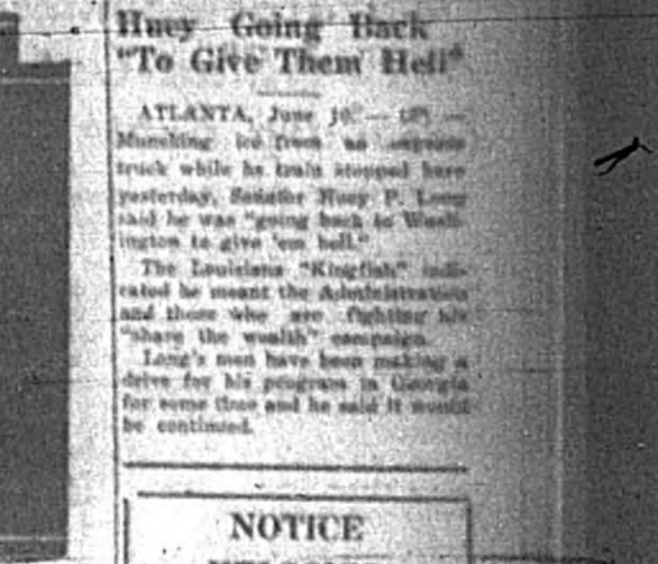 Huey Going Back
"To Give Them Hell"
ATLANTA, June 10.— —
Munching ice from an express
truck while he train stopped here
yesterday, Senator Huey P. Long
said he was "going back to Wash-
ington to give 'em hell."
The Louisiana "Kingfish" indi-
cated he meant the Administration
and those who are fighting his
"share the wealth" campaign.
Long's men have been making a
drive for his program in Georgia
for some time and he said it would
be continued.
NOTICE